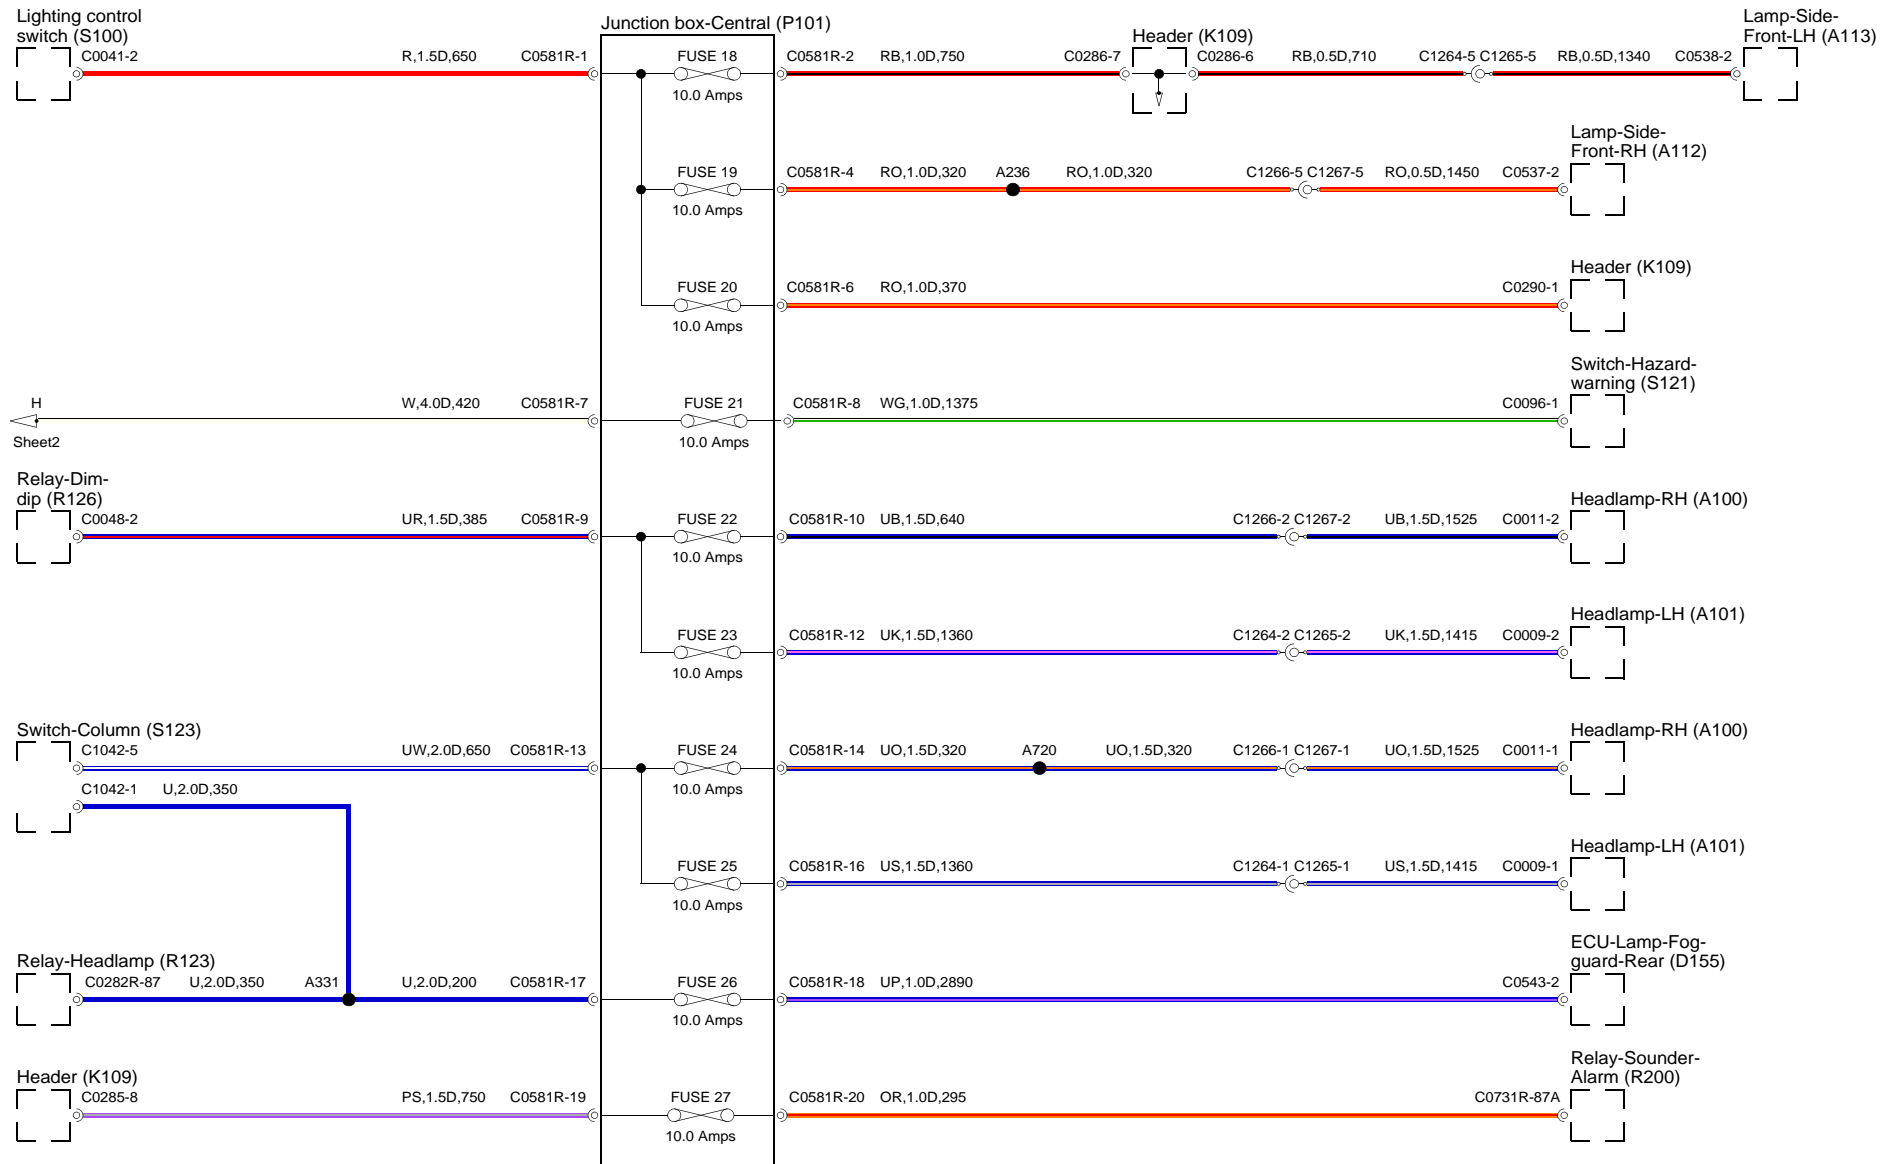 Lighting control
switch (S100)
Junction box-Central (P101)
Header (K109)
Lamp-Side-
Front-LH (A113)
C0041-2 R,1.5D,650 C0581R-1 FUSE 18 C0581R-2 RB,1.0D,750 C0286-7 C0286-6 RB,0.5D,710 C1264-5 C1265-5 RB,0.5D,1340 C0538-2
10.0 Amps
Lamp-Side-
Front-RH (A112)
FUSE 19 C0581R-4 RO,1.0D,320 A236 RO,1.0D,320 C1266-5 C1267-5 RO,0.5D,1450 C0537-2
10.0 Amps
Header (K109)
FUSE 20 C0581R-6 RO,1.0D,370 C0290-1
10.0 Amps
Switch-Hazard-
warning (S121)
H W,4.0D,420 C0581R-7 FUSE 21 C0581R-8 WG,1.0D,1375 C0096-1
Sheet2 10.0 Amps
Relay-Dim-
dip (R126)
Headlamp-RH (A100)
C0048-2 UR,1.5D,385 C0581R-9 FUSE 22 C0581R-10 UB,1.5D,640 C1266-2 C1267-2 UB,1.5D,1525 C0011-2
10.0 Amps
Headlamp-LH (A101)
FUSE 23 C0581R-12 UK,1.5D,1360 C1264-2 C1265-2 UK,1.5D,1415 C0009-2
10.0 Amps
Switch-Column (S123)
Headlamp-RH (A100)
C1042-5 UW,2.0D,650 C0581R-13 FUSE 24 C0581R-14 UO,1.5D,320 A720 UO,1.5D,320 C1266-1 C1267-1 UO,1.5D,1525 C0011-1
C1042-1 U,2.0D,350 10.0 Amps
Headlamp-LH (A101)
FUSE 25 C0581R-16 US,1.5D,1360 C1264-1 C1265-1 US,1.5D,1415 C0009-1
10.0 Amps
Relay-Headlamp (R123)
ECU-Lamp-Fog-
guard-Rear (D155)
C0282R-87 U,2.0D,350 A331 U,2.0D,200 C0581R-17 FUSE 26 C0581R-18 UP,1.0D,2890 C0543-2
10.0 Amps
Header (K109)
Relay-Sounder-
Alarm (R200)
C0285-8 PS,1.5D,750 C0581R-19 FUSE 27 C0581R-20 OR,1.0D,295 C0731R-87A
10.0 Amps